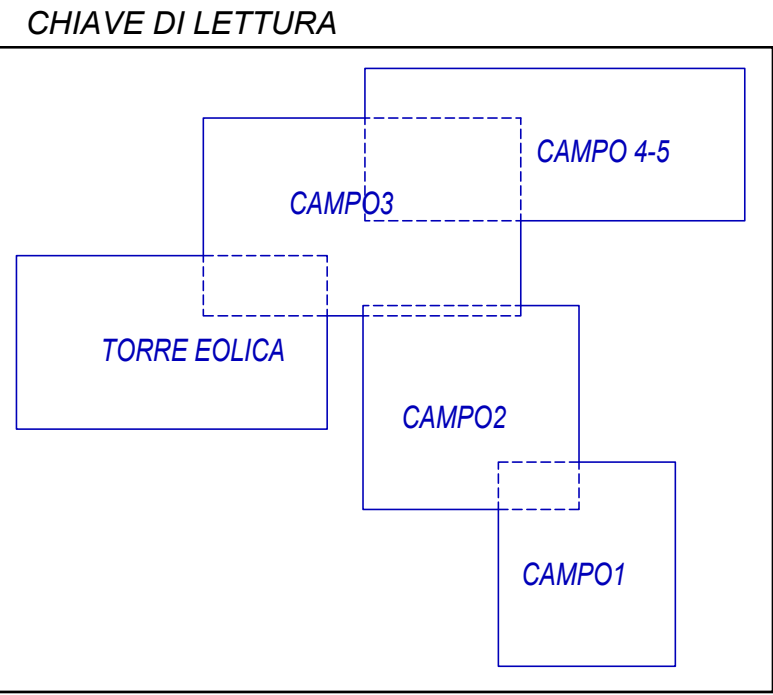 CHIAVE DI LETTURA
CAMPO 4-5
CAMPO3
TORRE EOLICA
CAMPO2
CAMPO1